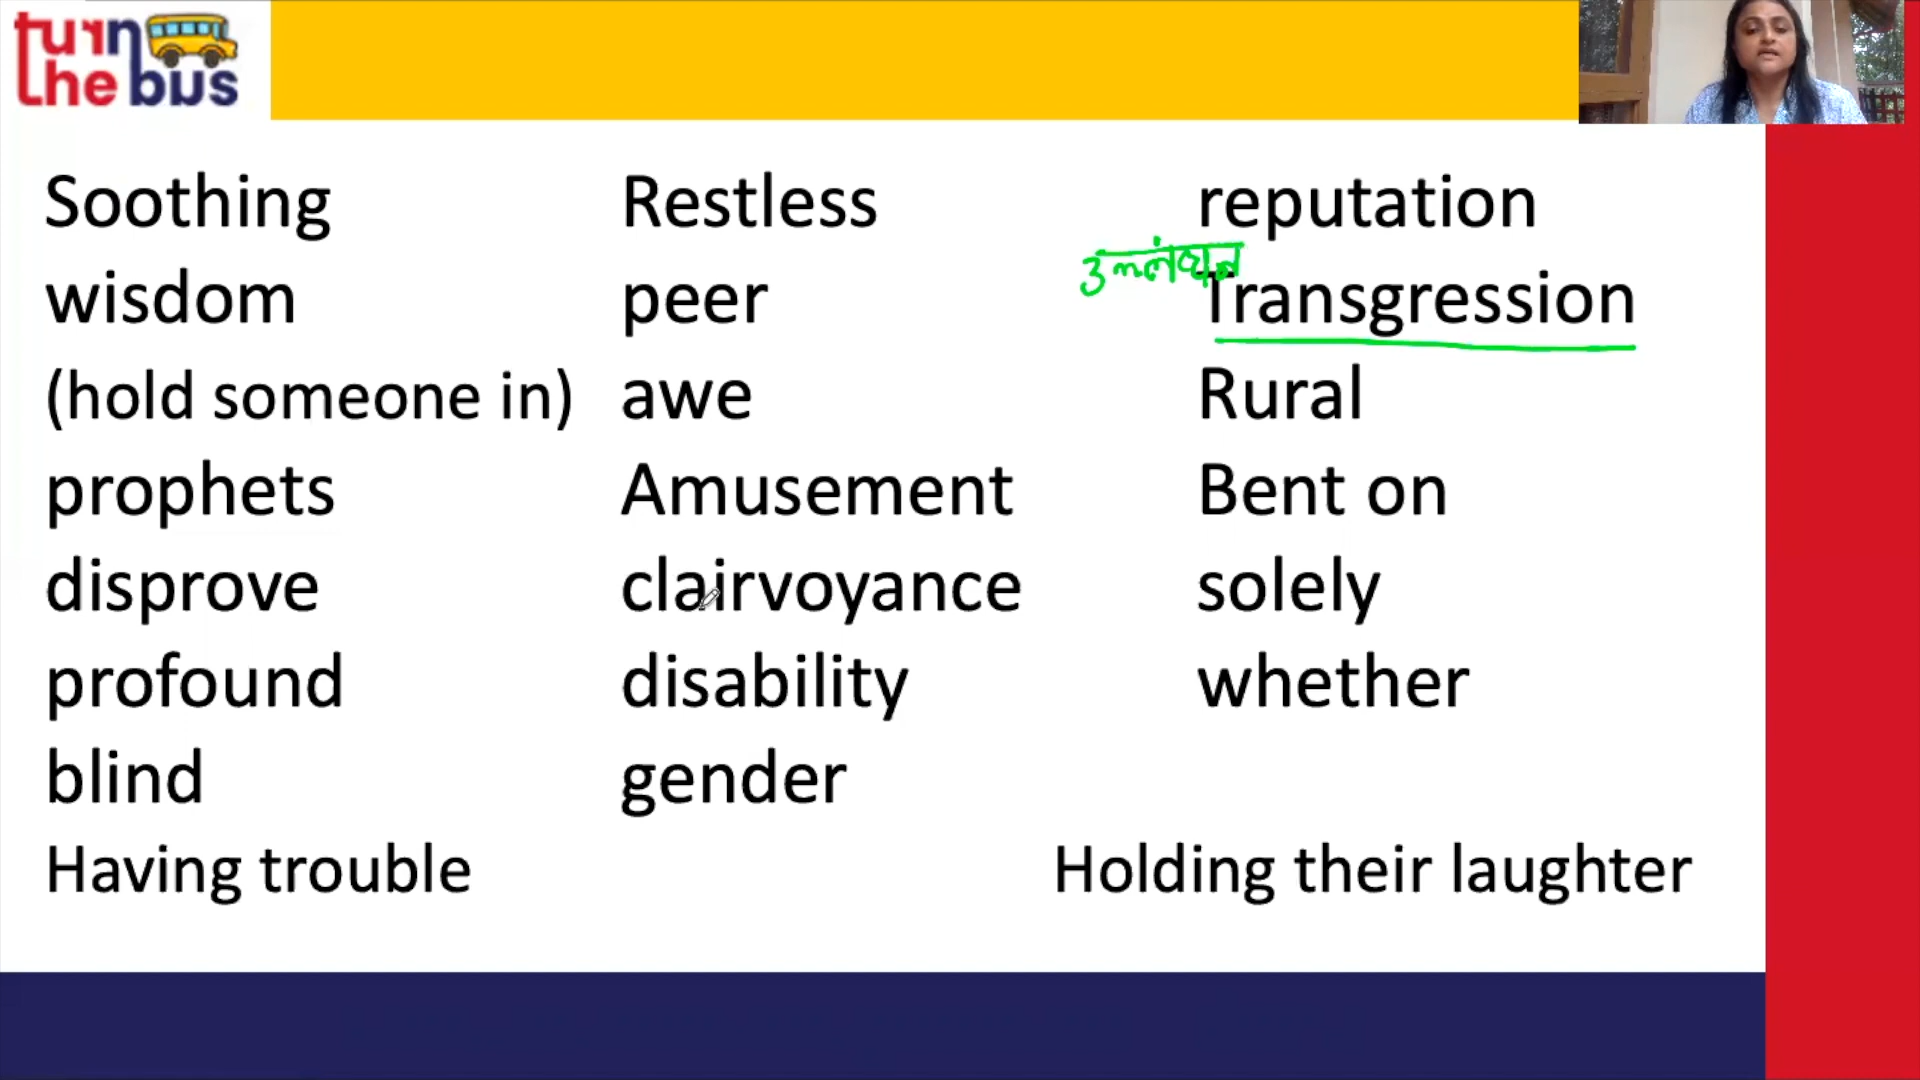 turn
the bus
Soothing Restless reputation
उल्लंघन
wisdom peer Transgression
(hold someone in) awe Rural
prophets Amusement Bent on
disprove clairvoyance solely
profound disability whether
blind gender
Having trouble Holding their laughter